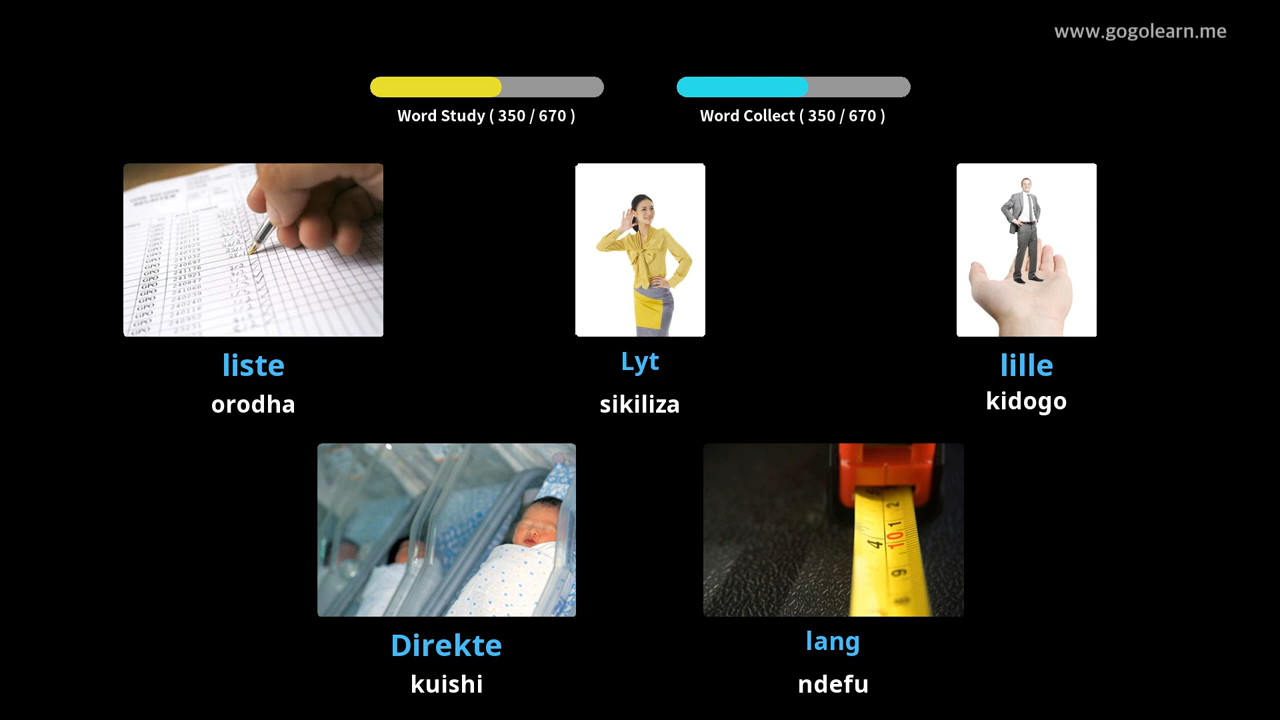 www.gogolearn.me
Word Study ( 350 / 670 )
Word Collect ( 350 / 670 )
liste
orodha
Lyt
sikiliza
lille
kidogo
Direkte
kuishi
lang
ndefu